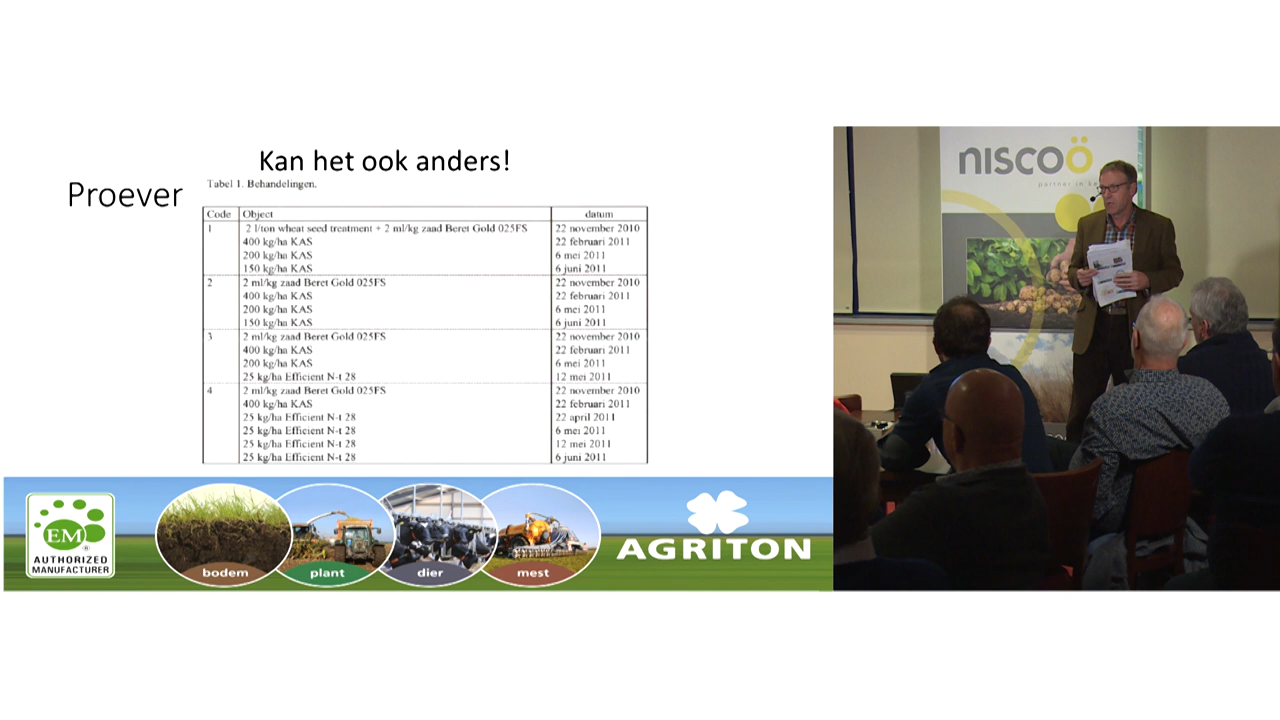 Kan het ook anders!
Proever
Tabel 1. Behandelingen.
Code Object datum
1 2 l/ton wheat seed treatment + 2 ml/kg zaad Beret Gold 025FS 22 november 2010
400 kg/ha KAS 22 februari 2011
200 kg/ha KAS 6 mei 2011
150 kg/ha KAS 6 juni 2011
2 2 ml/kg zaad Beret Gold 025FS 22 november 2010
400 kg/ha KAS 22 februari 2011
200 kg/ha KAS 6 mei 2011
150 kg/ha KAS 6 juni 2011
3 2 ml/kg zaad Beret Gold 025FS 22 november 2010
400 kg/ha KAS 22 februari 2011
200 kg/ha KAS 6 mei 2011
25 kg/ha Efficient N-t 28 12 mei 2011
4 2 ml/kg zaad Beret Gold 025FS 22 november 2010
400 kg/ha KAS 22 februari 2011
25 kg/ha Efficient N-t 28 22 april 2011
25 kg/ha Efficient N-t 28 6 mei 2011
25 kg/ha Efficient N-t 28 12 mei 2011
25 kg/ha Efficient N-t 28 6 juni 2011
EM®
AUTHORIZED
MANUFACTURER
bodem
plant
dier
mest
AGRITON
niscoö
partner in